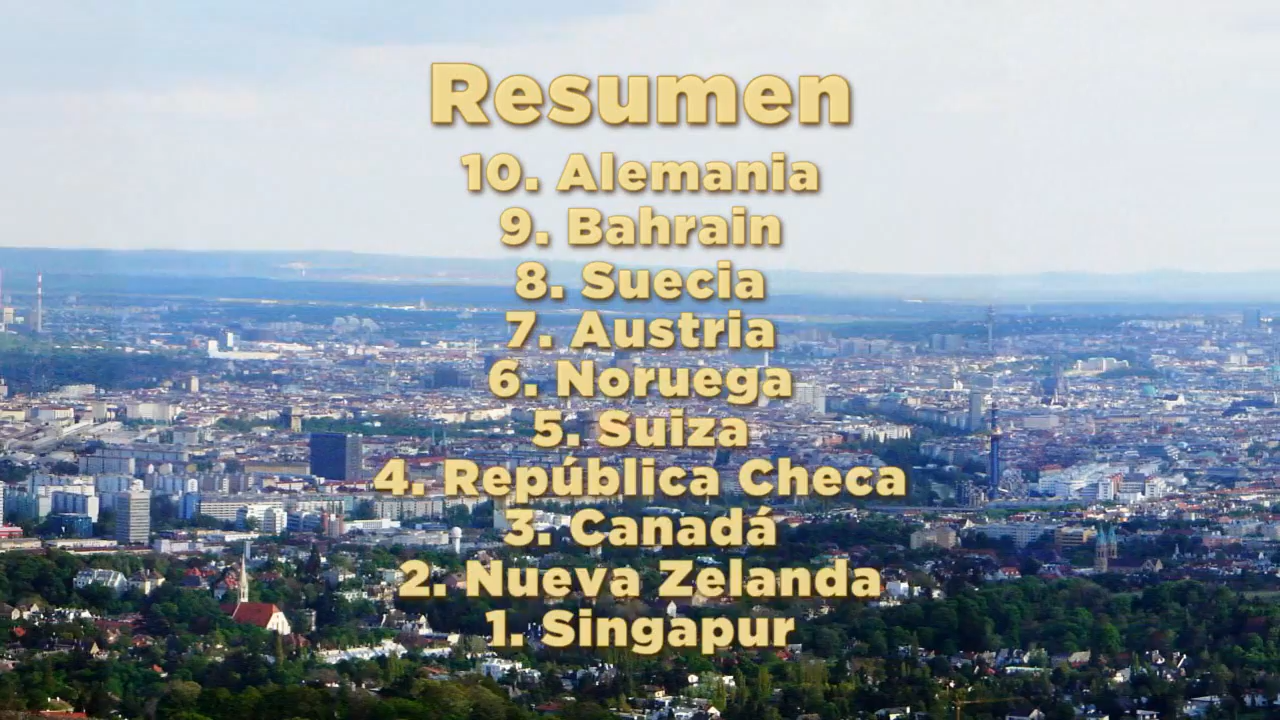 Resumen
10. Alemania
9. Bahrain
8. Suecia
7. Austria
6. Noruega
5. Suiza
4. República Checa
3. Canadá
2. Nueva Zelanda
1. Singapur